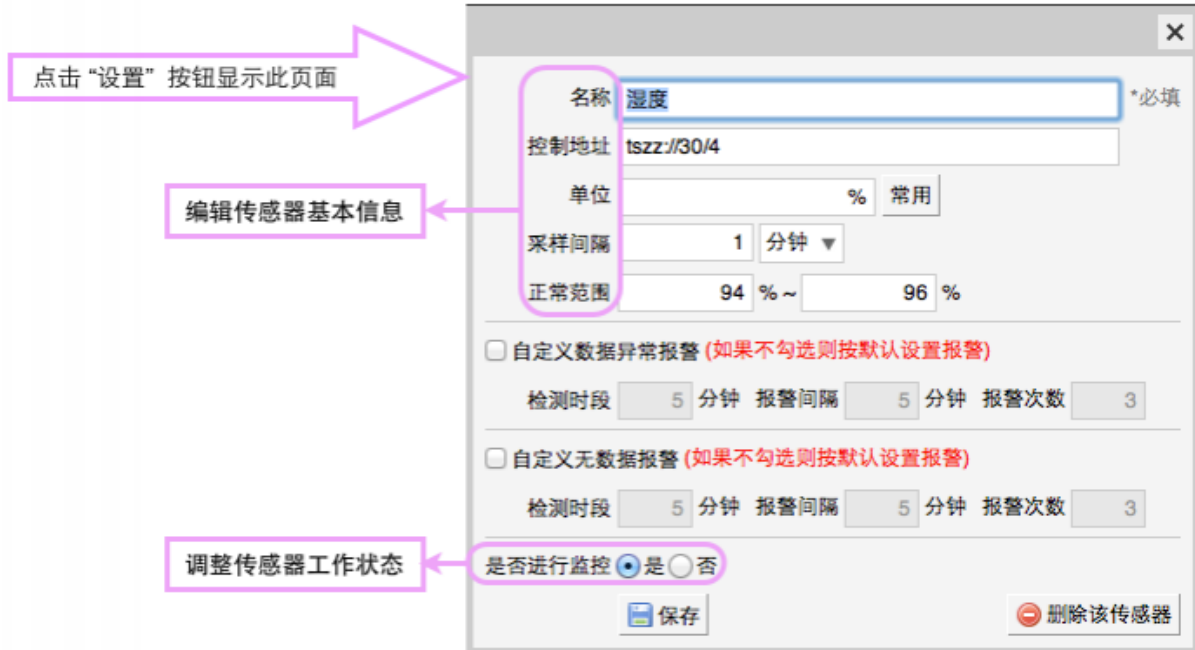 点击 “设置” 按钮显示此页面
名称 湿度 *必填
控制地址 tszz://30/4
编辑传感器基本信息
单位 % 常用
采样间隔 1 分钟
正常范围 94 % ~ 96 %
自定义数据异常报警 (如果不勾选则按默认设置报警)
检测时段 5 分钟 报警间隔 5 分钟 报警次数 3
自定义无数据报警 (如果不勾选则按默认设置报警)
检测时段 5 分钟 报警间隔 5 分钟 报警次数 3
调整传感器工作状态
是否进行监控 是 否
保存 删除该传感器